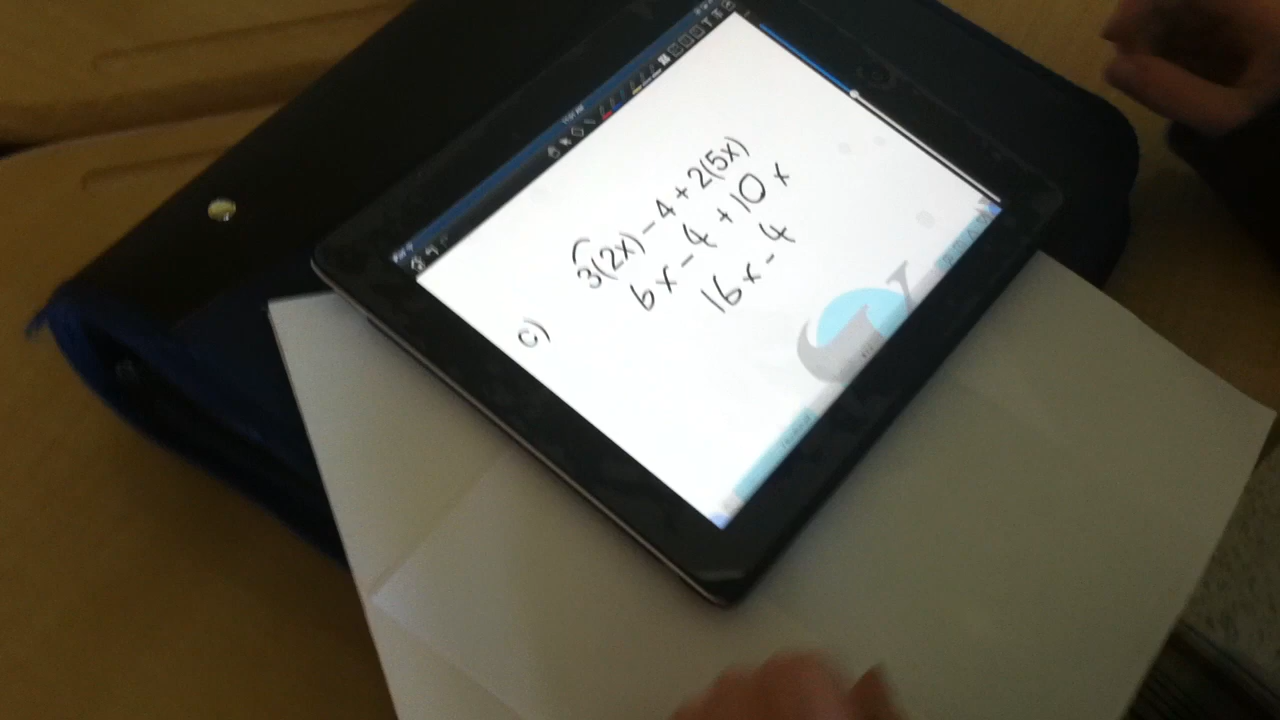 c)
3(2x) - 4 + 2(5x)
6x - 4 + 10x
16x - 4